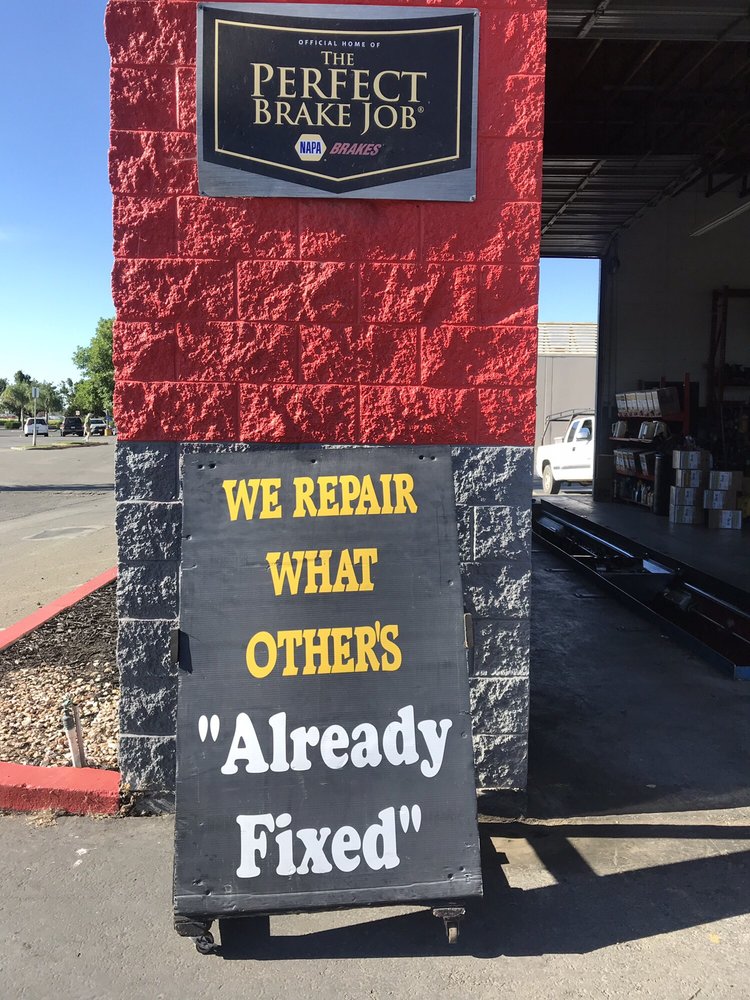 OFFICIAL HOME OF
THE
PERFECT
BRAKE JOB®
NAPA BRAKES
WE REPAIR
WHAT
OTHER'S
"Already
Fixed"